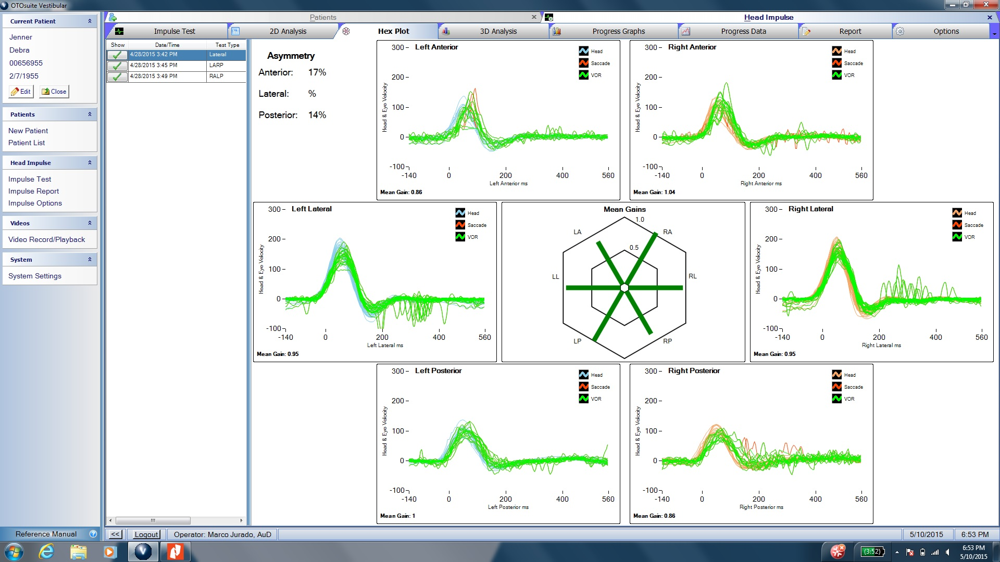 OTOsuite Vestibular
Current Patient
Jenner
Debra
00656955
2/7/1955
Edit
Close
Patients
New Patient
Patient List
Head Impulse
Impulse Test
Impulse Report
Impulse Options
Videos
Video Record/Playback
System
System Settings
Reference Manual
Patients
Head Impulse
Impulse Test
2D Analysis
Hex Plot
3D Analysis
Progress Graphs
Progress Data
Report
Options
Show Date/Time Test Type
4/28/2015 3:42 PM Lateral
4/28/2015 3:45 PM LARP
4/28/2015 3:49 PM RALP
Asymmetry
Anterior: 17%
Lateral: %
Posterior: 14%
Left Anterior
Head
Saccade
VOR
Head & Eye Velocity
300
200
100
0
-100
-140 0 200 400 560
Left Anterior ms
Mean Gain: 0.86
Right Anterior
Head
Saccade
VOR
Head & Eye Velocity
300
200
100
0
-100
-140 0 200 400 560
Right Anterior ms
Mean Gain: 1.04
Left Lateral
Head
Saccade
VOR
Head & Eye Velocity
300
200
100
0
-100
-140 0 200 400 560
Left Lateral ms
Mean Gain: 0.95
Mean Gains
1.0
LA RA
0.5
LL RL
LP RP
Right Lateral
Head
Saccade
VOR
Head & Eye Velocity
300
200
100
0
-100
-140 0 200 400 560
Right Lateral ms
Mean Gain: 0.95
Left Posterior
Head
Saccade
VOR
Head & Eye Velocity
300
200
100
0
-100
-140 0 200 400 560
Left Posterior ms
Mean Gain: 1
Right Posterior
Head
Saccade
VOR
Head & Eye Velocity
300
200
100
0
-100
-140 0 200 400 560
Right Posterior ms
Mean Gain: 0.86
<< Logout Operator: Marco Jurado, AuD 5/10/2015 6:53 PM
(3:52)
6:53 PM
5/10/2015